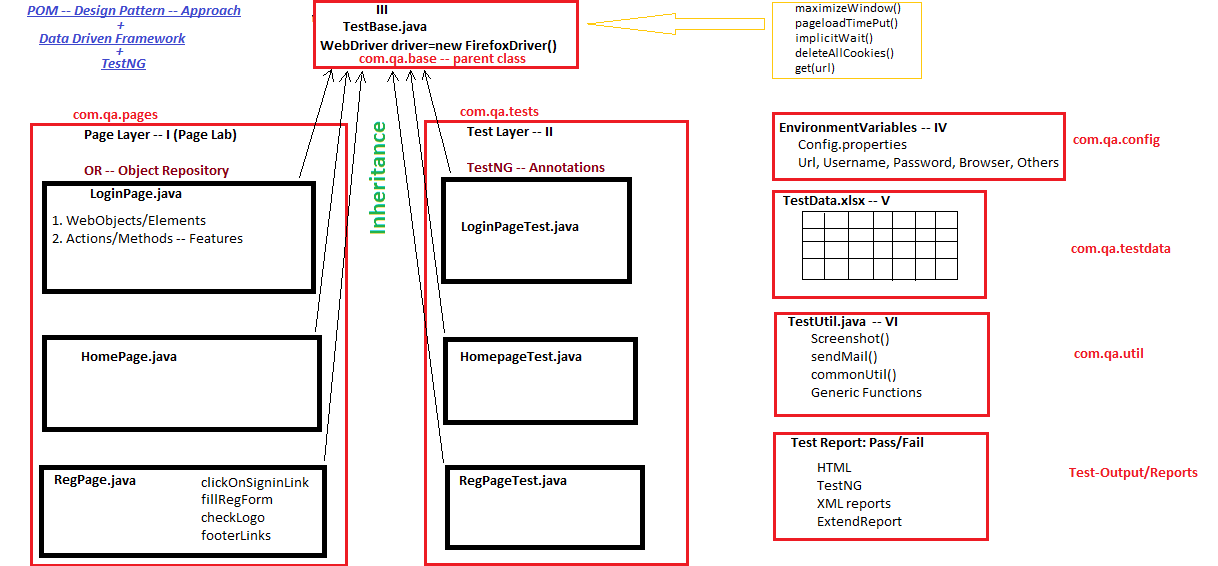 POM -- Design Pattern -- Approach
+
Data Driven Framework
+
TestNG
III
TestBase.java
WebDriver driver=new FirefoxDriver()
com.qa.base -- parent class
maximizeWindow()
pageloadTimePut()
implicitWait()
deleteAllCookies()
get(url)
com.qa.pages
Page Layer -- I (Page Lab)
OR -- Object Repository
LoginPage.java
1. WebObjects/Elements
2. Actions/Methods -- Features
HomePage.java
RegPage.java
clickOnSigninLink
fillRegForm
checkLogo
footerLinks
Inheritance
com.qa.tests
Test Layer -- II
TestNG -- Annotations
LoginPageTest.java
HomepageTest.java
RegPageTest.java
EnvironmentVariables -- IV
Config.properties
Url, Username, Password, Browser, Others
com.qa.config
TestData.xlsx -- V
com.qa.testdata
TestUtil.java -- VI
Screenshot()
sendMail()
commonUtil()
Generic Functions
com.qa.util
Test Report: Pass/Fail
HTML
TestNG
XML reports
ExtendReport
Test-Output/Reports